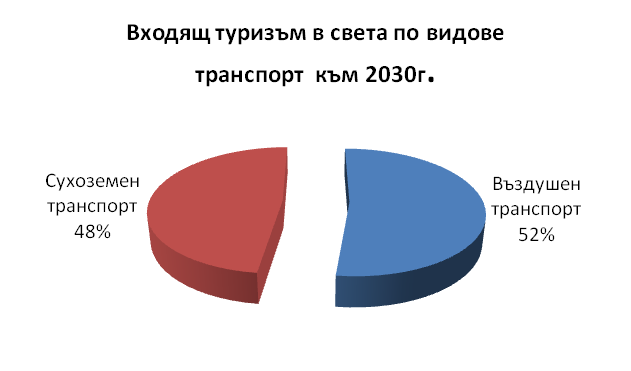 Входящ туризъм в света по видове
транспорт към 2030г.
Сухоземен
транспорт
48%
Въздушен
транспорт
52%